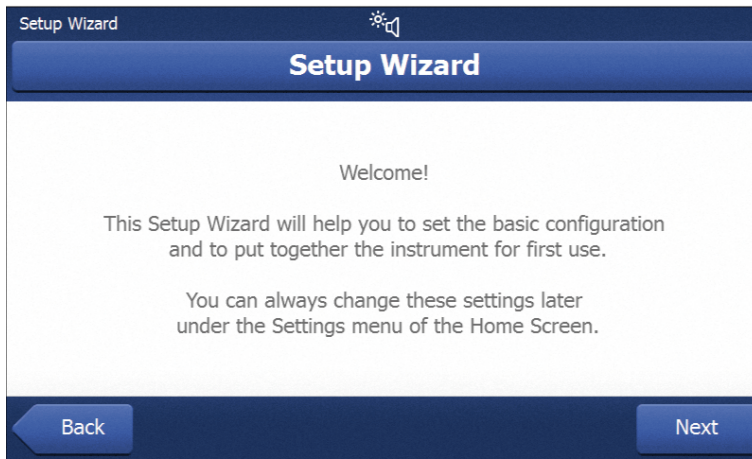 Setup Wizard
Setup Wizard
Welcome!
This Setup Wizard will help you to set the basic configuration
and to put together the instrument for first use.
You can always change these settings later
under the Settings menu of the Home Screen.
Back
Next